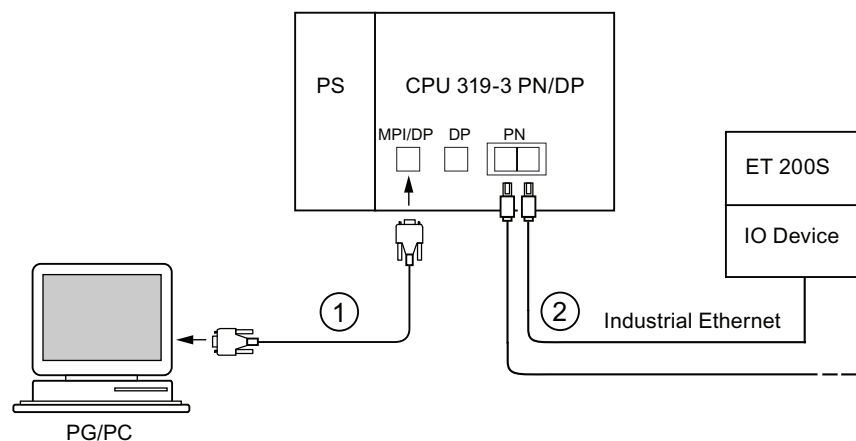 PS
CPU 319-3 PN/DP
MPI/DP
DP
PN
ET 200S
IO Device
1
2
Industrial Ethernet
PG/PC